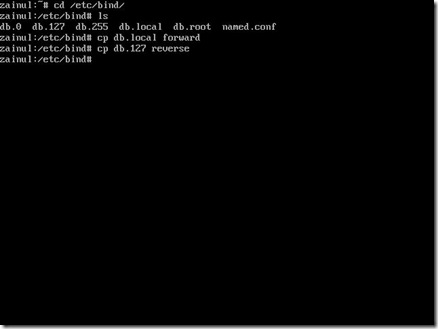 zainul:~# cd /etc/bind/
zainul:/etc/bind# ls
db.0  db.127  db.255  db.local  db.root  named.conf
zainul:/etc/bind# cp db.local forward
zainul:/etc/bind# cp db.127 reverse
zainul:/etc/bind#